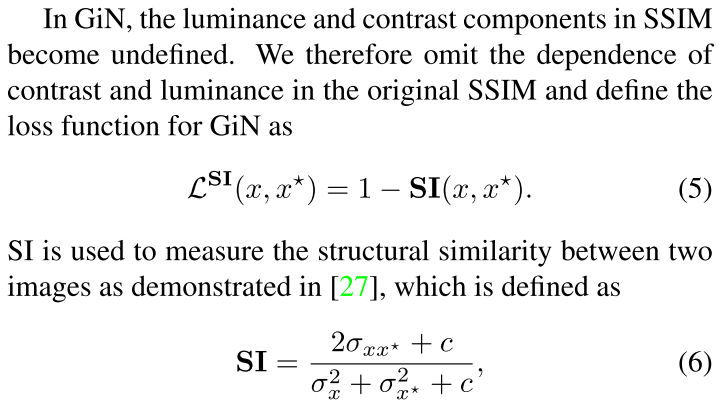 In GiN, the luminance and contrast components in SSIM
become undefined. We therefore omit the dependence of
contrast and luminance in the original SSIM and define the
loss function for GiN as
$\mathcal{L}^{\mathbf{SI}}(x, x^\star) = 1 - \mathbf{SI}(x, x^\star).$ (5)
SI is used to measure the structural similarity between two
images as demonstrated in [27], which is defined as
$\mathbf{SI} = \frac{2\sigma_{xx^\star} + c}{\sigma_x^2 + \sigma_{x^\star}^2 + c},$ (6)